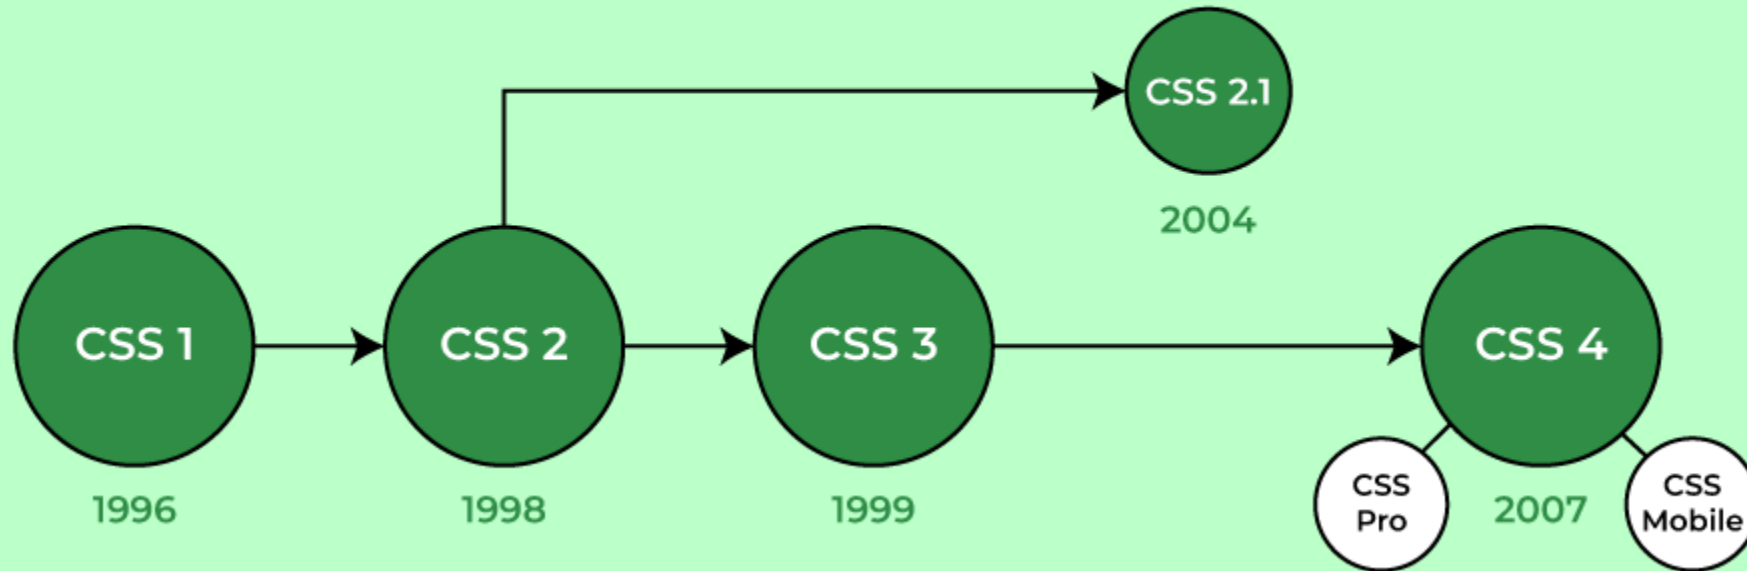 CSS 2.1
2004
CSS 1
CSS 2
CSS 3
CSS 4
1996
1998
1999
CSS
Pro
2007
CSS
Mobile